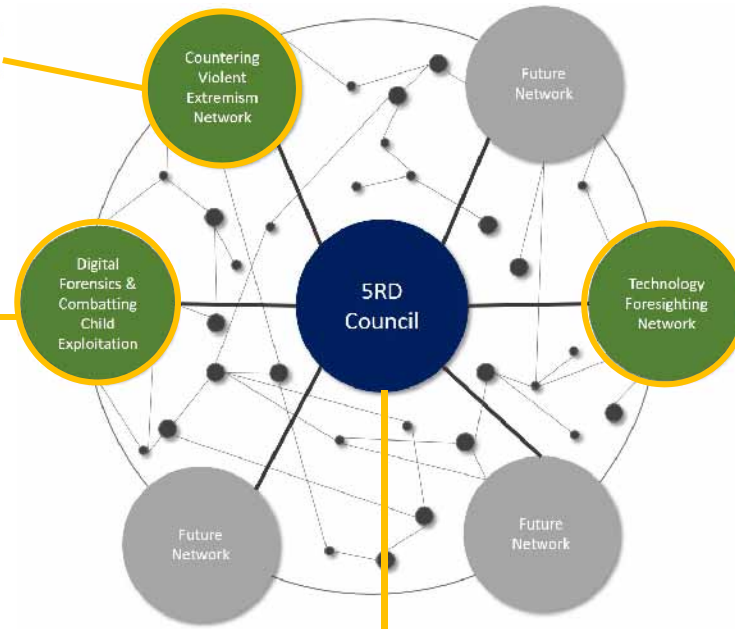 Countering
Violent
Extremism
Network
Future
Network
Digital
Forensics &
Combatting
Child
Exploitation
5RD
Council
Technology
Foresighting
Network
Future
Network
Future
Network